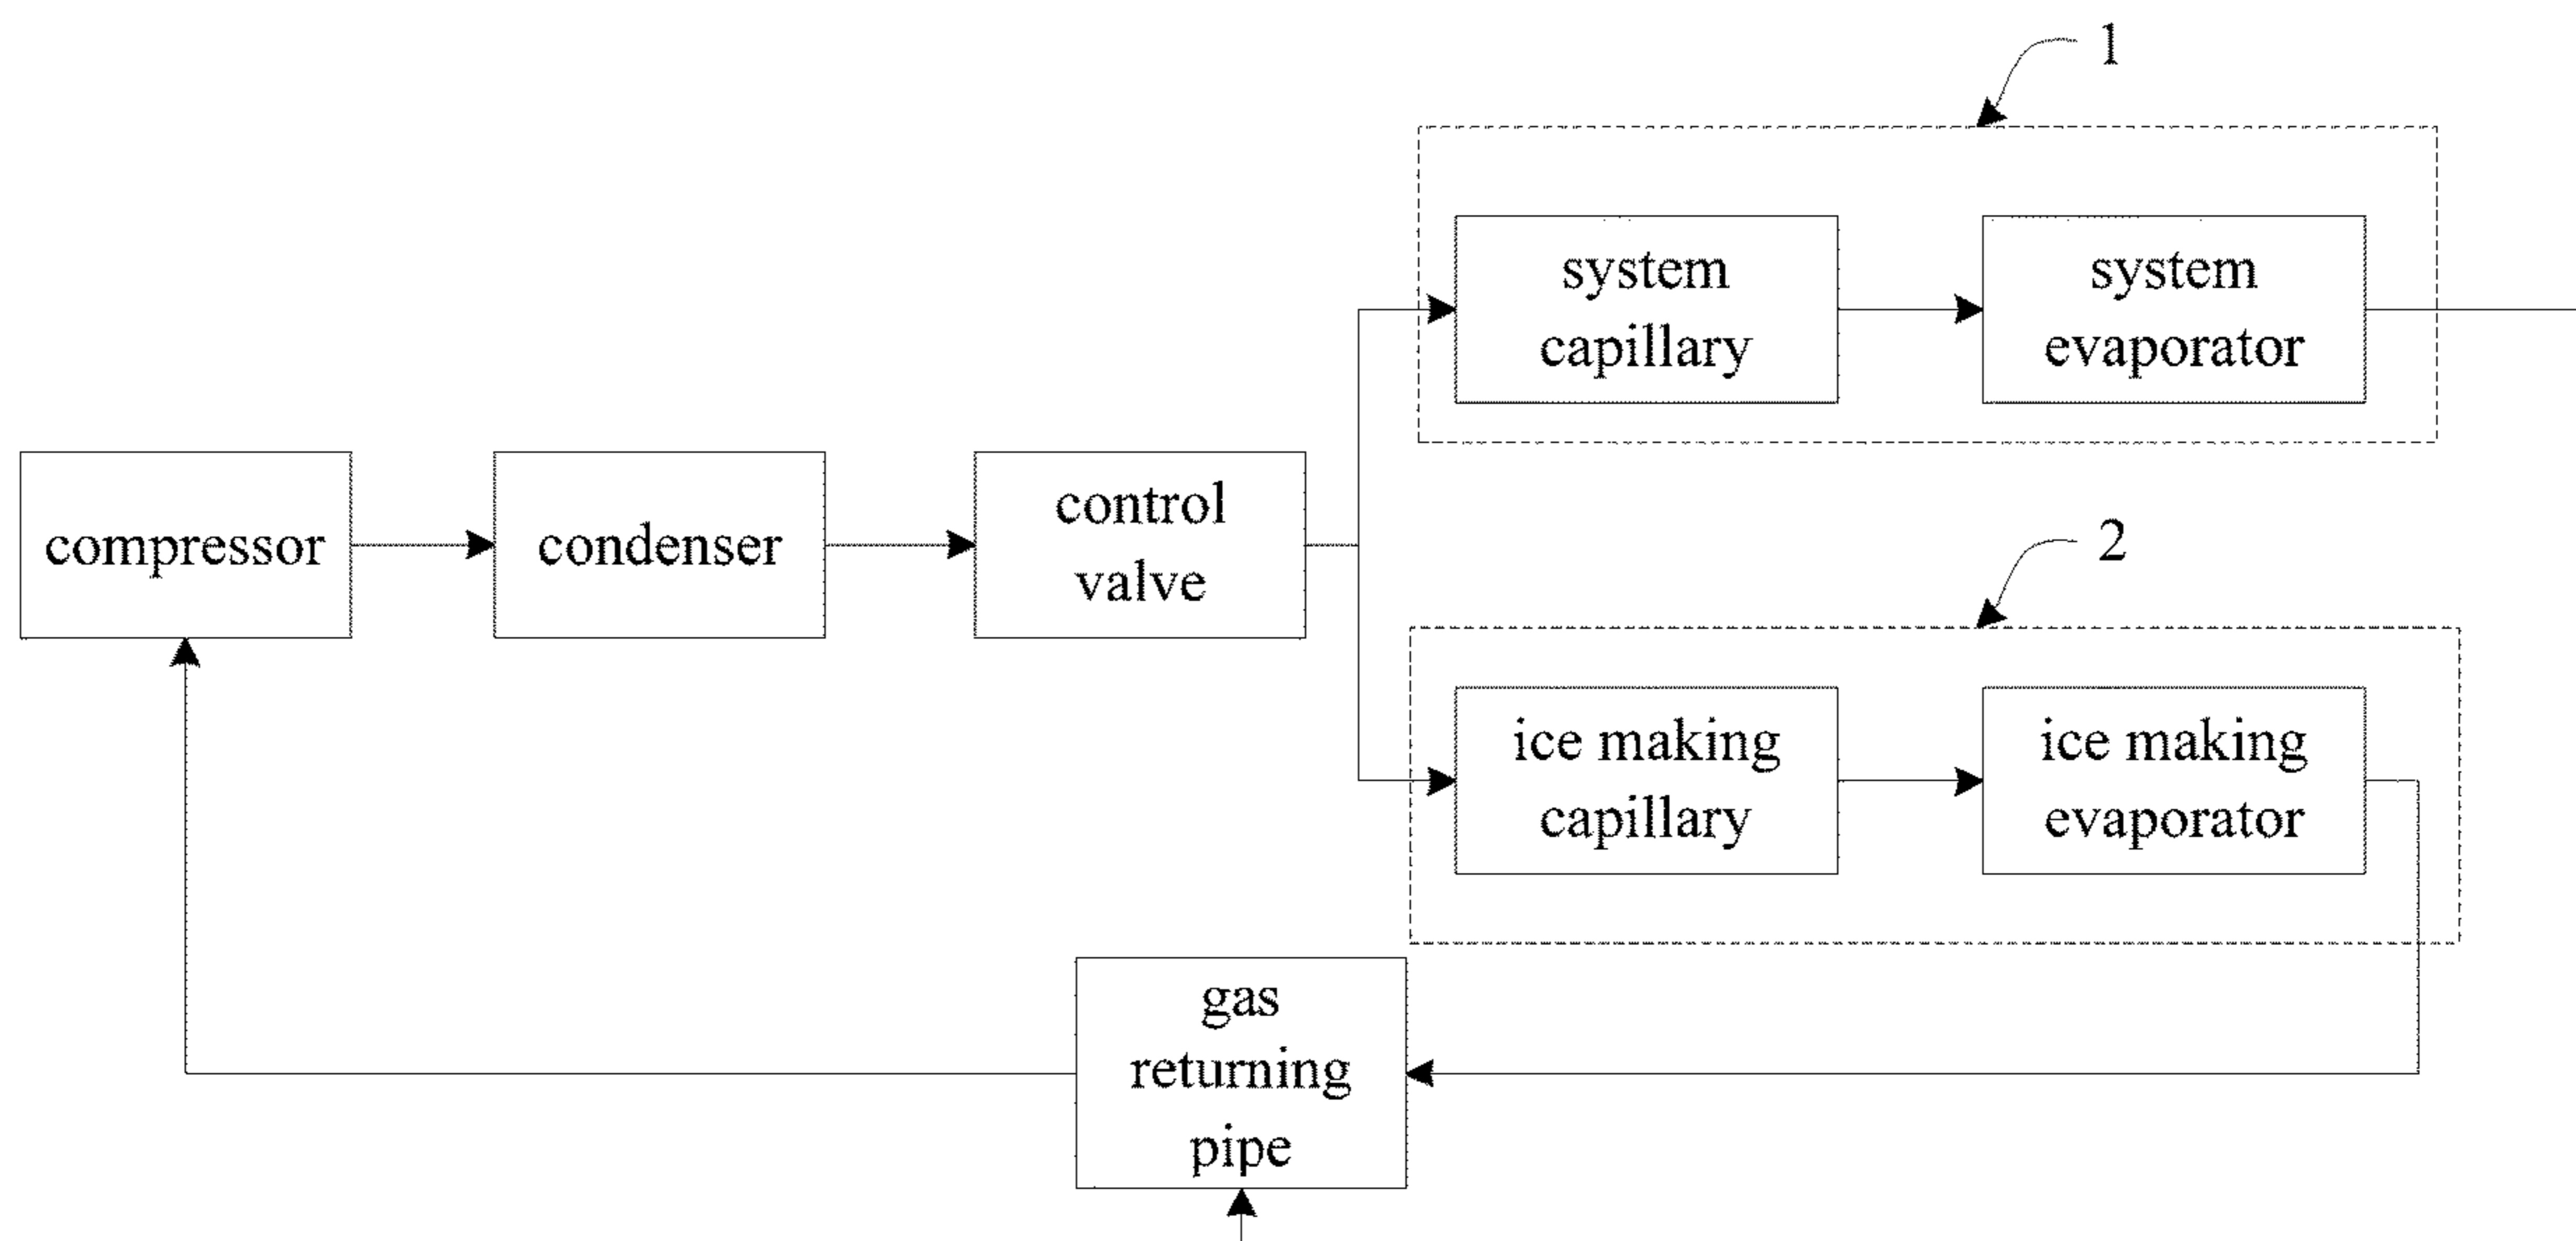 1
system
capillary
system
evaporator
compressor
condenser
control
valve
2
ice making
capillary
ice making
evaporator
gas
returning
pipe